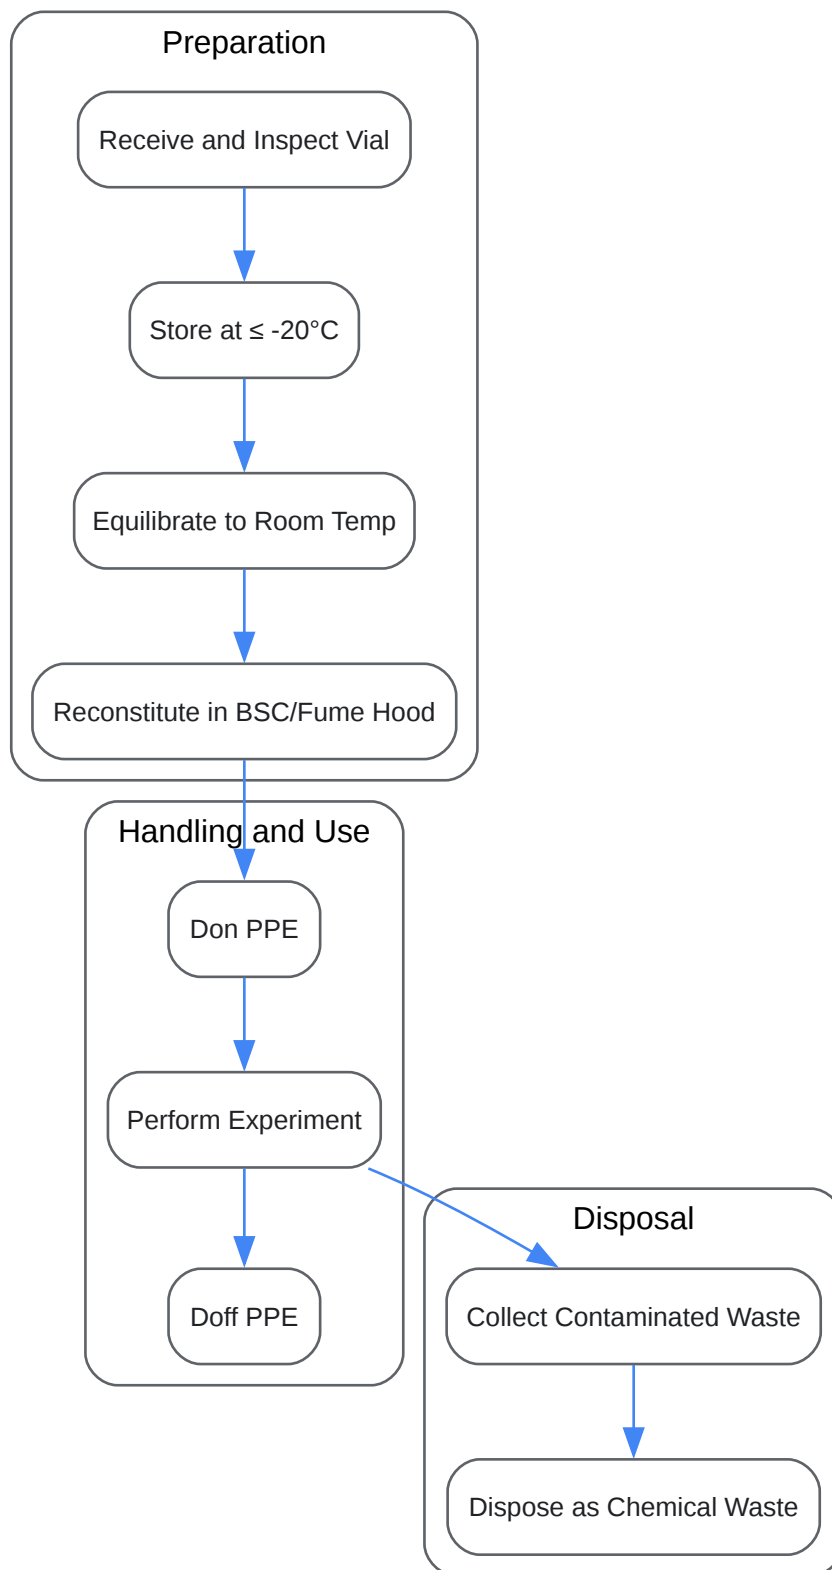 Preparation
Receive and Inspect Vial
Store at ≤ -20°C
Equilibrate to Room Temp
Reconstitute in BSC/Fume Hood
Handling and Use
Don PPE
Perform Experiment
Doff PPE
Disposal
Collect Contaminated Waste
Dispose as Chemical Waste